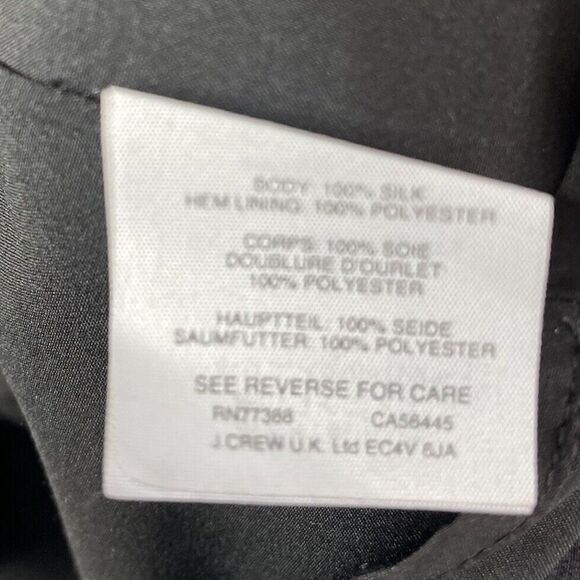 BODY: 100% SILK
HEM LINING: 100% POLYESTER
CORPS: 100% SOIE
DOUBLURE D'OURLET
100% POLYESTER
HAUPTTEIL: 100% SEIDE
SAUMFUTTER: 100% POLYESTER
SEE REVERSE FOR CARE
RN77388 CA56445
J.CREW U.K. Ltd EC4V 6JA